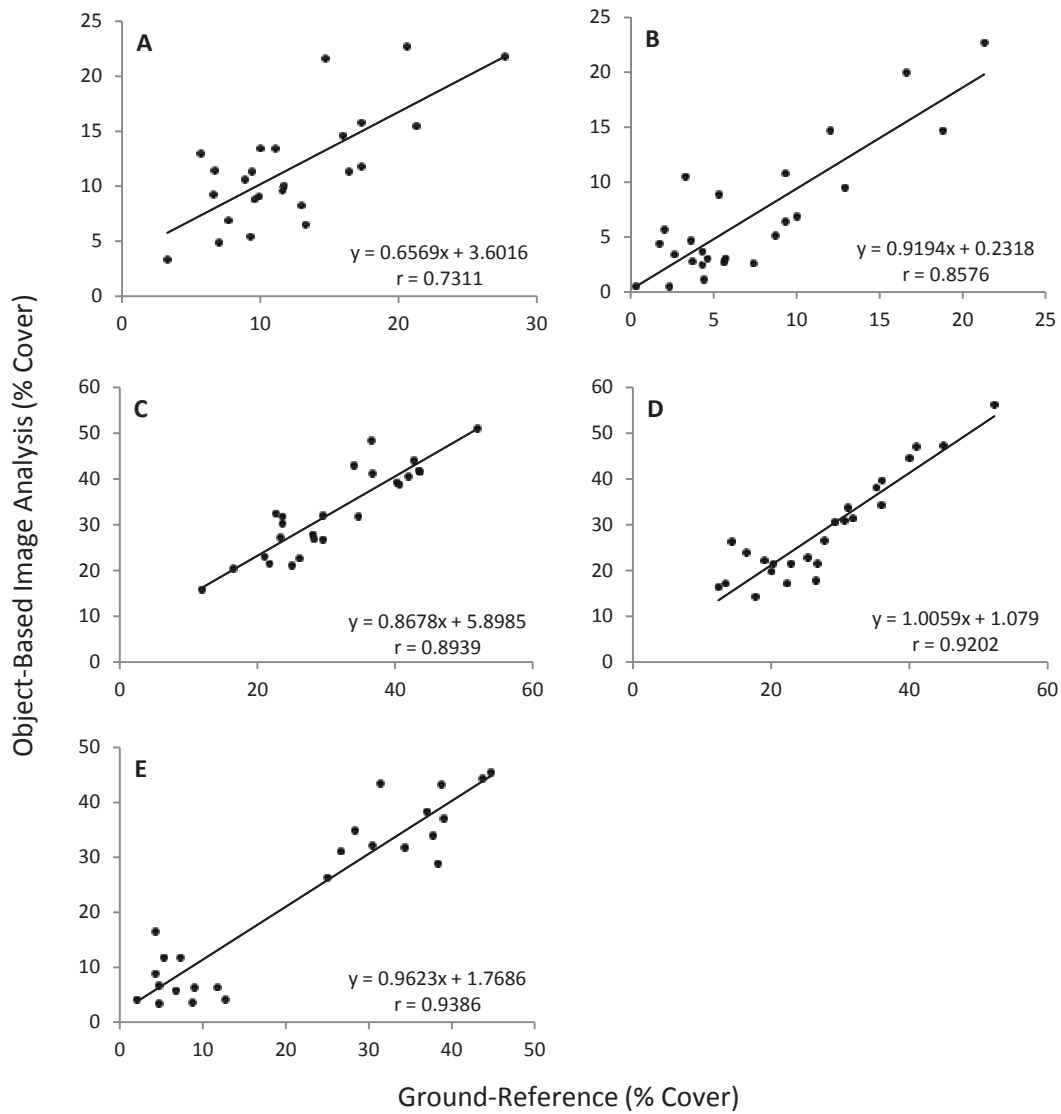 Object-Based Image Analysis (% Cover)
A
25
20
15
10
5
0
0 10 20 30
y = 0.6569x + 3.6016
r = 0.7311
B
25
20
15
10
5
0
0 5 10 15 20 25
y = 0.9194x + 0.2318
r = 0.8576
C
60
50
40
30
20
10
0
0 20 40 60
y = 0.8678x + 5.8985
r = 0.8939
D
60
50
40
30
20
10
0
0 20 40 60
y = 1.0059x + 1.079
r = 0.9202
E
50
40
30
20
10
0
0 10 20 30 40 50
y = 0.9623x + 1.7686
r = 0.9386
Ground-Reference (% Cover)